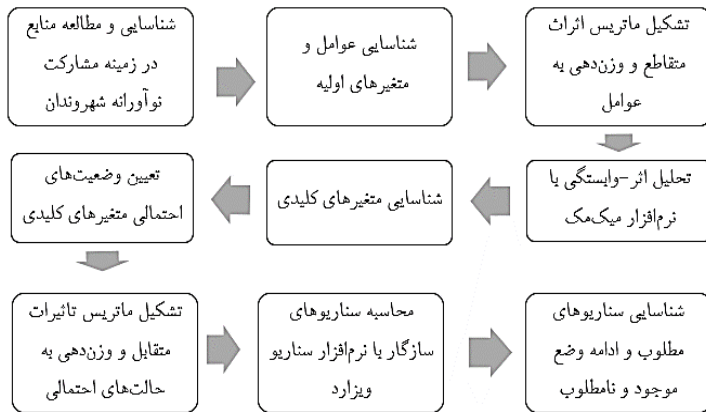 شناسایی و مطالعه منابع
در زمینه مشارکت
نوآورانه شهروندان
شناسایی عوامل و
متغیرهای اولیه
تشکیل ماتریس اثرات
متقاطع و وزن‌دهی به
عوامل
تحلیل اثر-وابستگی با
نرم‌افزار میک‌مک
شناسایی متغیرهای کلیدی
تعیین وضعیت‌های
احتمالی متغیرهای کلیدی
تشکیل ماتریس تاثیرات
متقابل و وزن‌دهی به
حالت‌های احتمالی
محاسبه سناریوهای
سازگار با نرم‌افزار سناریو
ویزارد
شناسایی سناریوهای
مطلوب و ادامه وضع
موجود و نامطلوب